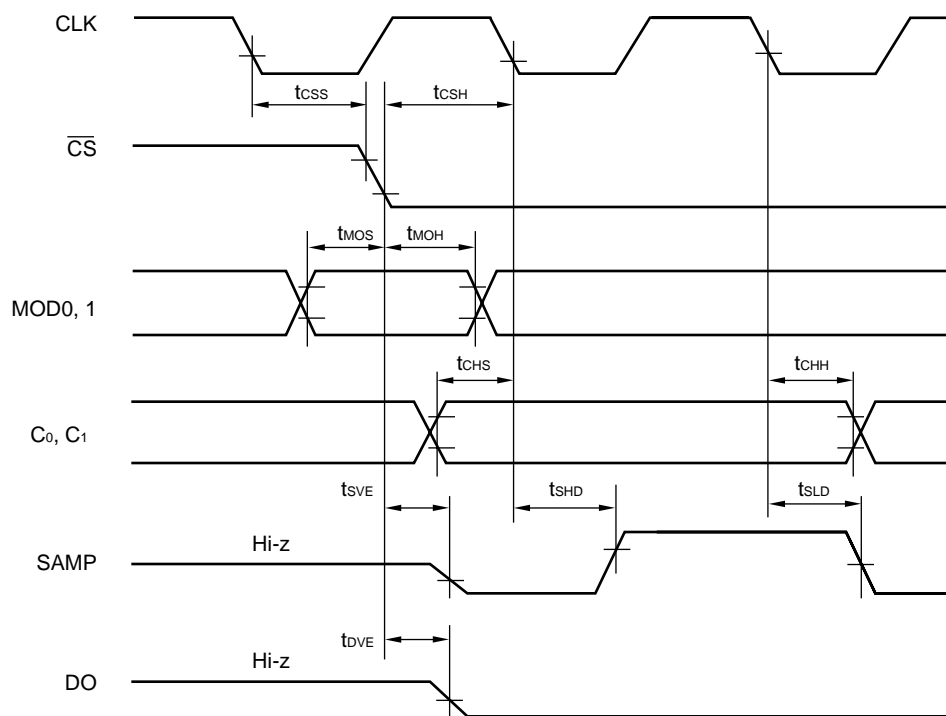 CLK
tCSS
tCSH
CS
tMOS
tMOH
MOD0, 1
tCHS
tCHH
C0, C1
tSVE
tSHD
tSLD
Hi-z
SAMP
tDVE
Hi-z
DO